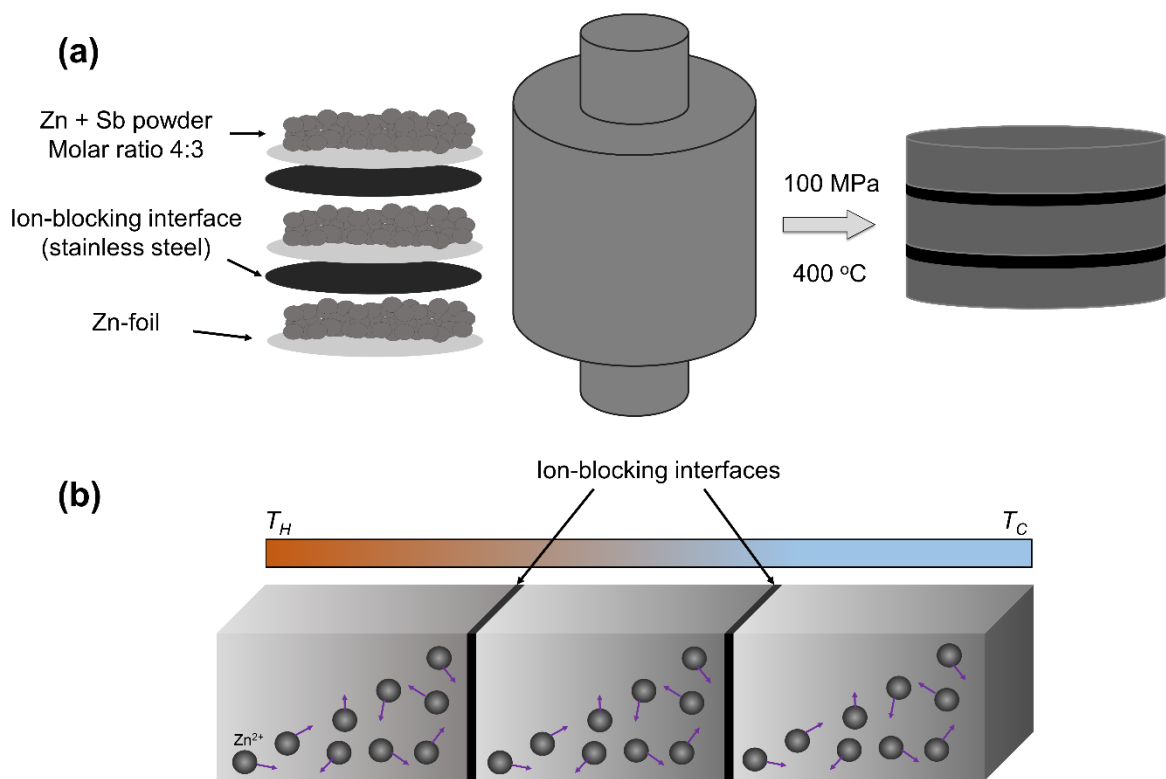 (a)
Zn + Sb powder
Molar ratio 4:3
Ion-blocking interface
(stainless steel)
Zn-foil
100 MPa
400 °C
Ion-blocking interfaces
(b)
T_H
T_C
Zn²⁺